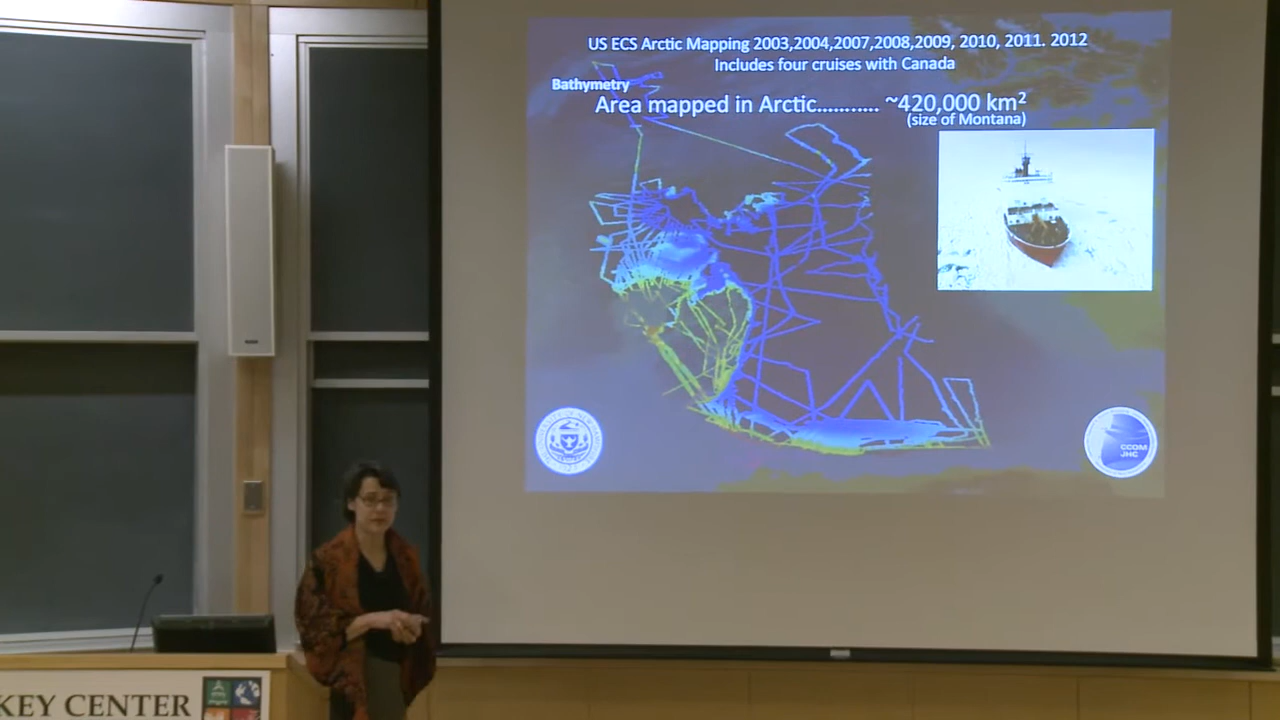 US ECS Arctic Mapping 2003,2004,2007,2008,2009, 2010, 2011. 2012
Includes four cruises with Canada
Bathymetry
Area mapped in Arctic........... ~420,000 km²
(size of Montana)
CCOM
JHC
KEY CENTER